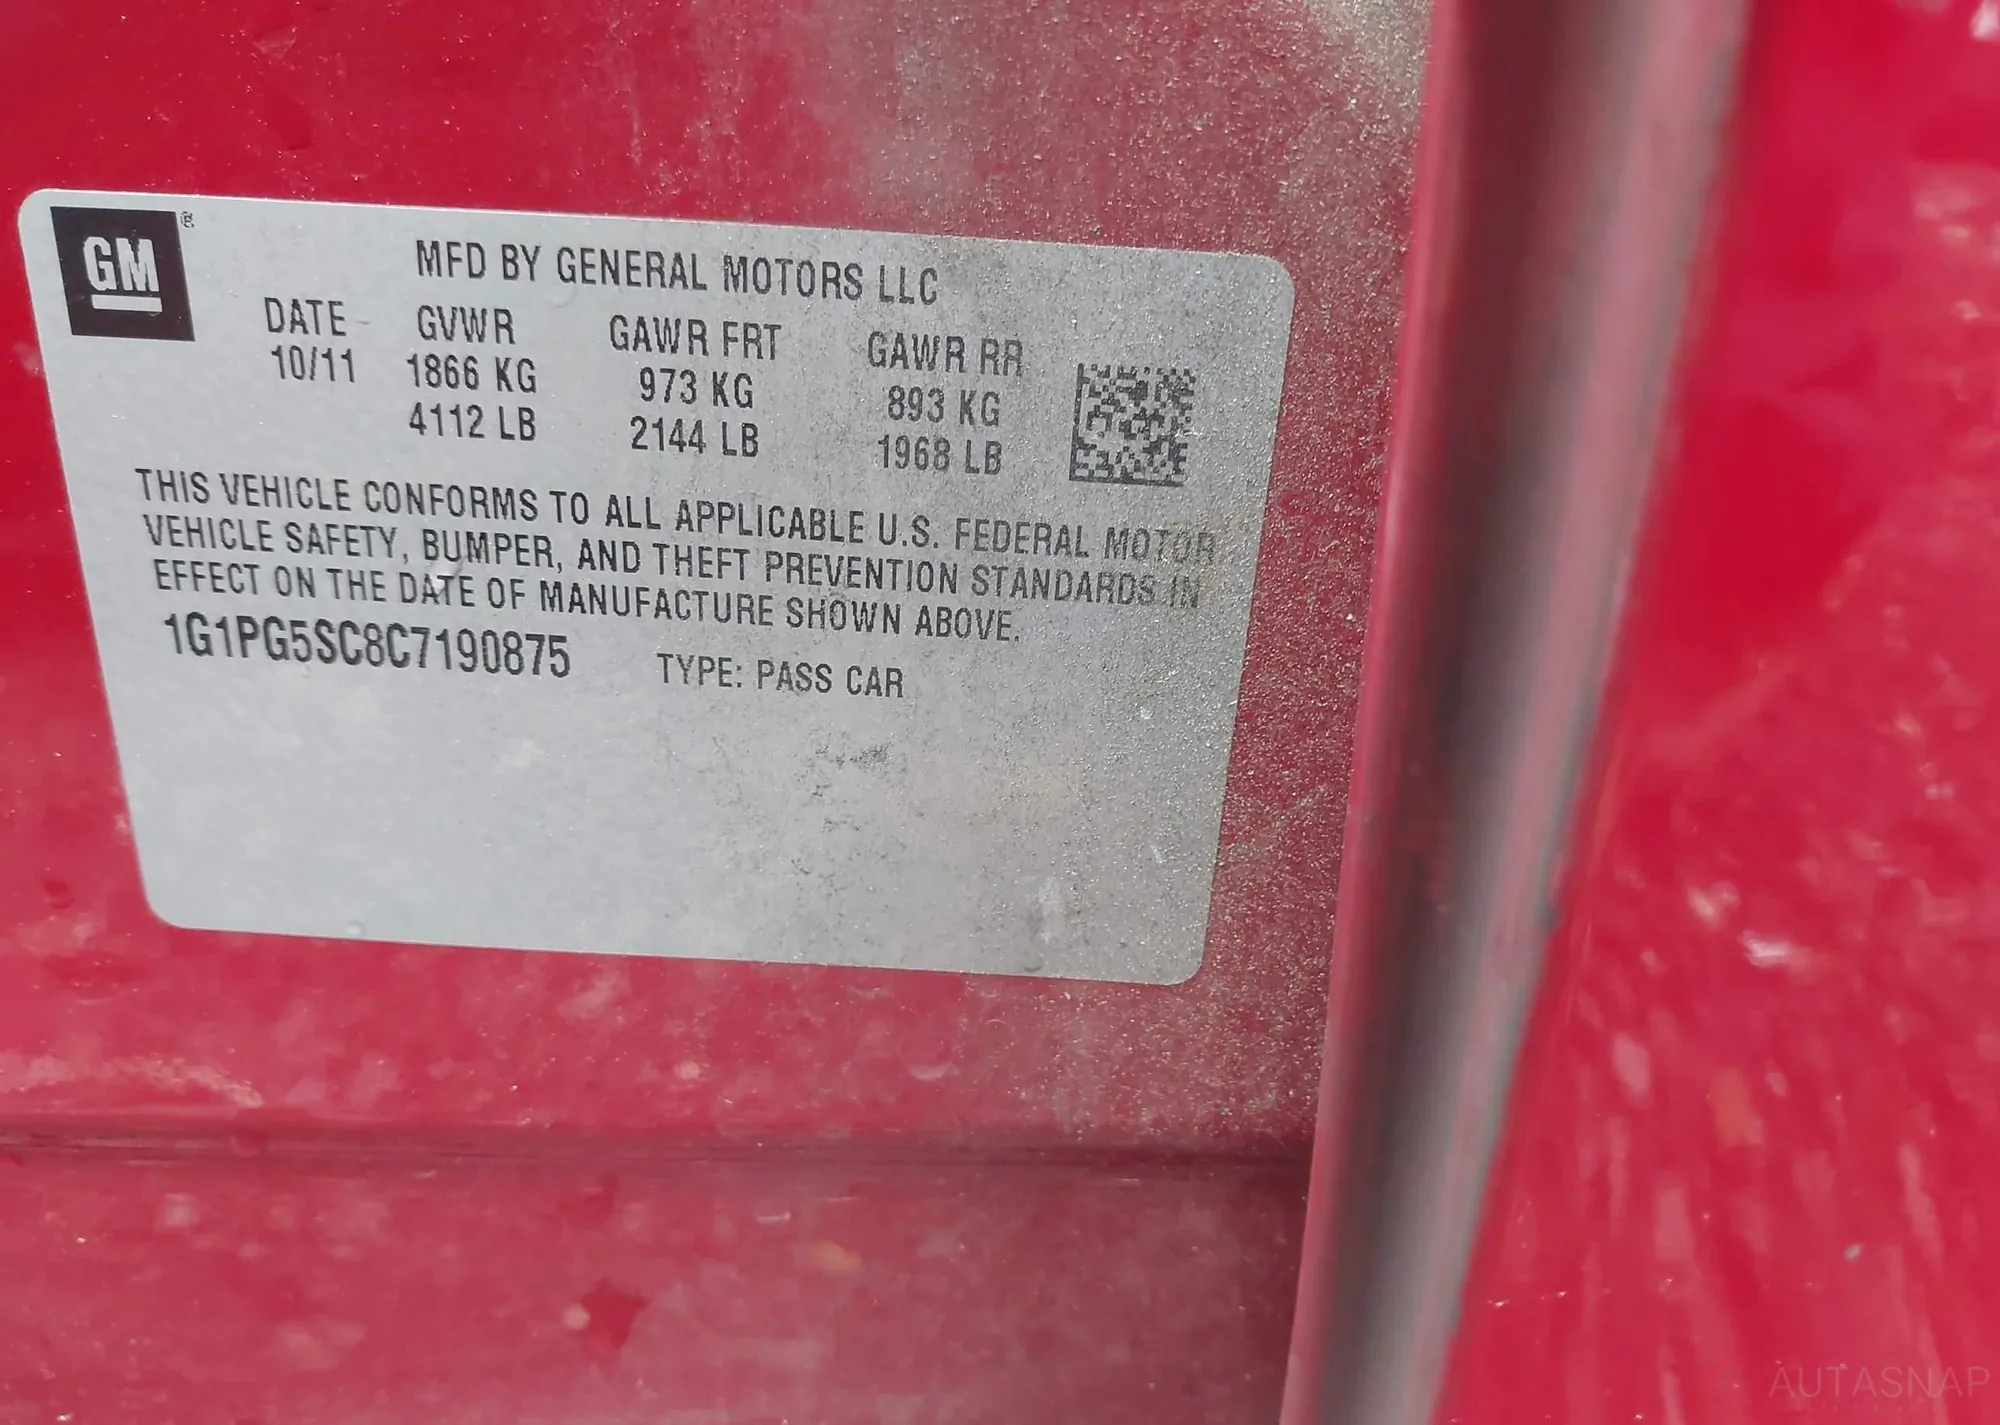 GM ®
MFD BY GENERAL MOTORS LLC
DATE GVWR GAWR FRT GAWR RR
10/11 1866 KG 973 KG 893 KG
4112 LB 2144 LB 1968 LB
THIS VEHICLE CONFORMS TO ALL APPLICABLE U.S. FEDERAL MOTOR
VEHICLE SAFETY, BUMPER, AND THEFT PREVENTION STANDARDS IN
EFFECT ON THE DATE OF MANUFACTURE SHOWN ABOVE.
1G1PG5SC8C7190875 TYPE: PASS CAR
AUTASNAP